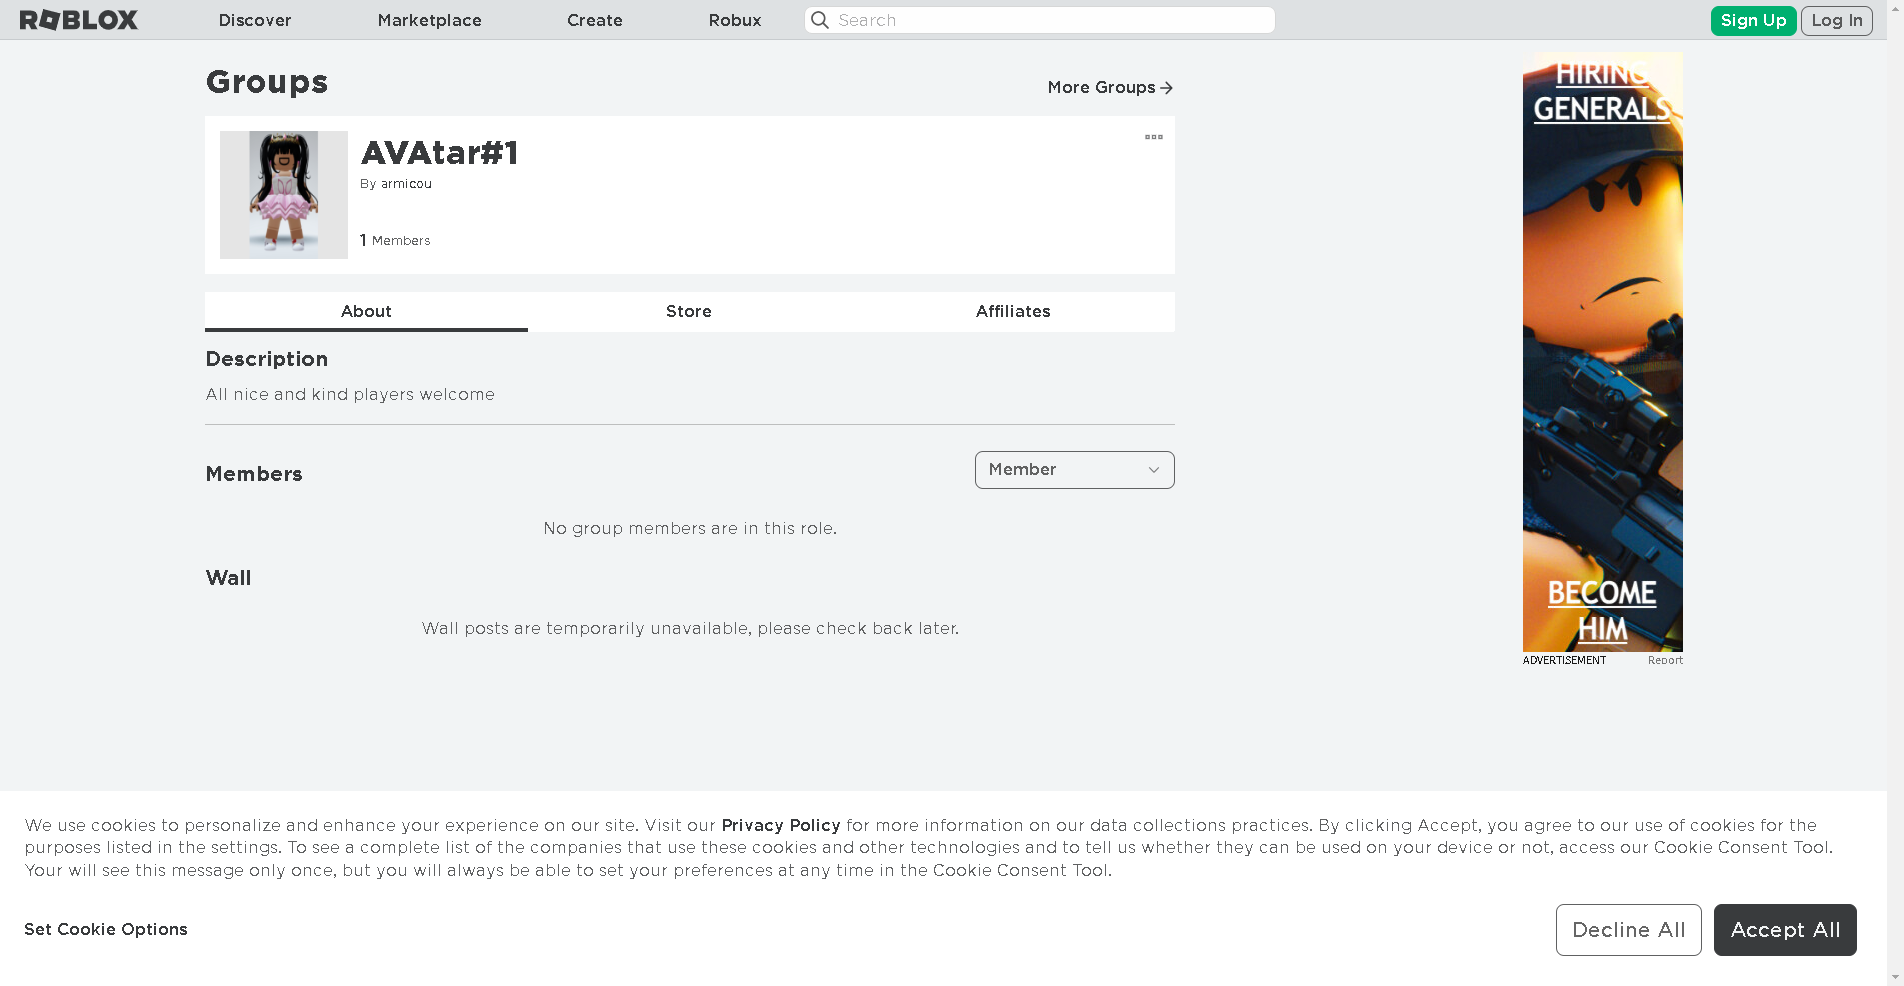 ROBLOX
Discover
Marketplace
Create
Robux
Search
Sign Up
Log In
Groups
More Groups
AVAtar#1
By armicou
1 Members
About
Store
Affiliates
Description
All nice and kind players welcome
Members
Member
No group members are in this role.
Wall
Wall posts are temporarily unavailable, please check back later.
HIRING
GENERALS
BECOME
HIM
ADVERTISEMENT
Report
We use cookies to personalize and enhance your experience on our site. Visit our Privacy Policy for more information on our data collections practices. By clicking Accept, you agree to our use of cookies for the
purposes listed in the settings. To see a complete list of the companies that use these cookies and other technologies and to tell us whether they can be used on your device or not, access our Cookie Consent Tool.
Your will see this message only once, but you will always be able to set your preferences at any time in the Cookie Consent Tool.
Set Cookie Options
Decline All
Accept All